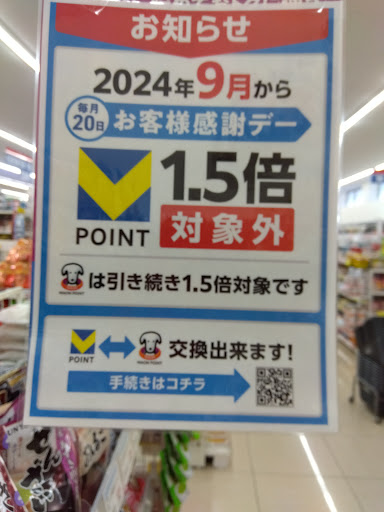 お知らせ
2024年9月から
毎月20日 お客様感謝デー
V POINT 1.5倍
対象外
は引き続き1.5倍対象です
V POINT 交換出来ます!
手続きはコチラ